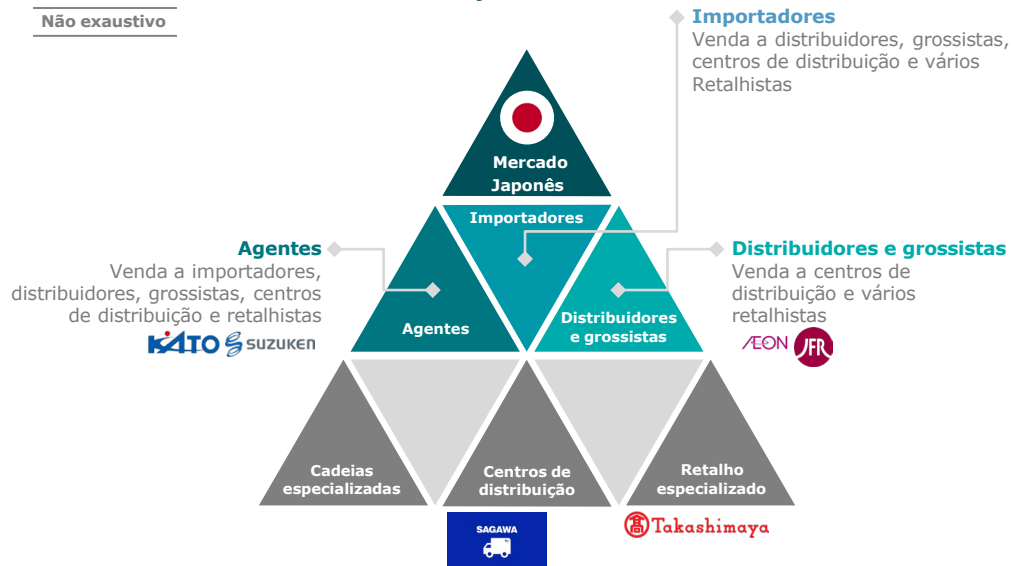 Não exaustivo
Importadores
Venda a distribuidores, grossistas,
centros de distribuição e vários
Retalhistas
Mercado
Japonês
Importadores
Agentes
Venda a importadores,
distribuidores, grossistas, centros
de distribuição e retalhistas
KATO SUZUKEN
Agentes
Distribuidores
e grossistas
Distribuidores e grossistas
Venda a centros de
distribuição e vários
retalhistas
ÆON JFR
Cadeias
especializadas
Centros de
distribuição
Retalho
especializado
SAGAWA
髙 Takashimaya